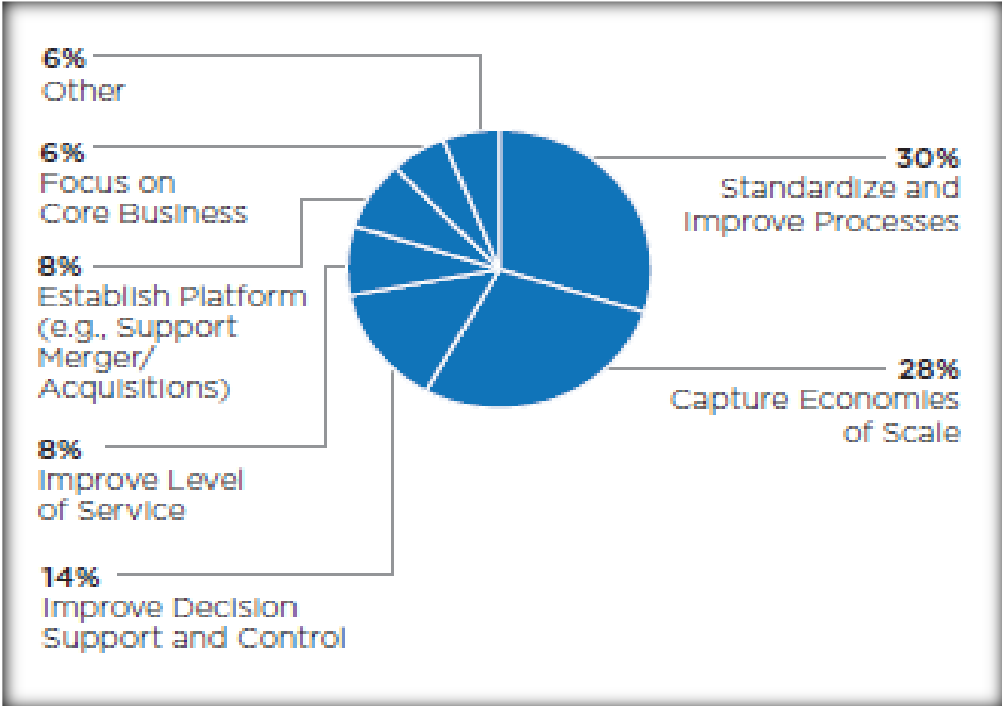 6%
Other
6%
Focus on
Core Business
8%
Establish Platform
(e.g., Support
Merger/
Acquisitions)
8%
Improve Level
of Service
14%
Improve Decision
Support and Control
30%
Standardize and
Improve Processes
28%
Capture Economies
of Scale